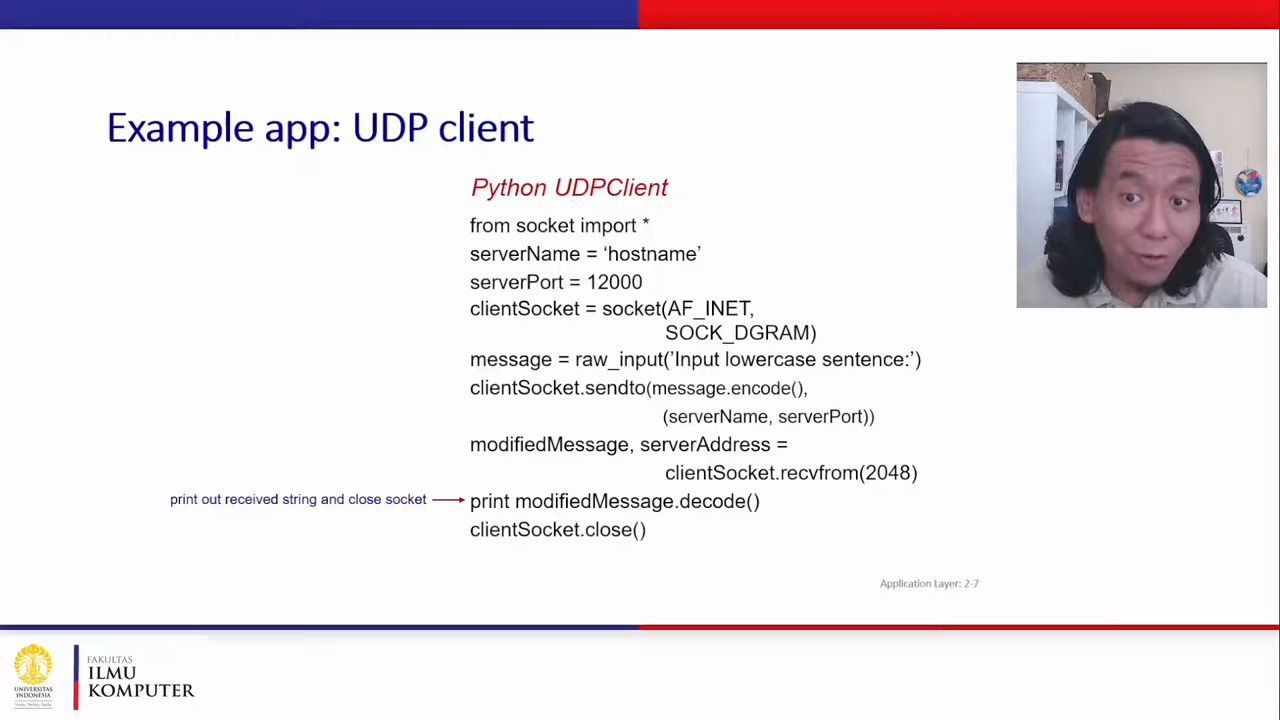 Example app: UDP client
Python UDPClient
from socket import *
serverName = ‘hostname’
serverPort = 12000
clientSocket = socket(AF_INET,
SOCK_DGRAM)
message = raw_input(’Input lowercase sentence:’)
clientSocket.sendto(message.encode(),
(serverName, serverPort))
modifiedMessage, serverAddress =
clientSocket.recvfrom(2048)
print out received string and close socket
print modifiedMessage.decode()
clientSocket.close()
Application Layer: 2-7
UNIVERSITAS
INDONESIA
FAKULTAS
ILMU
KOMPUTER